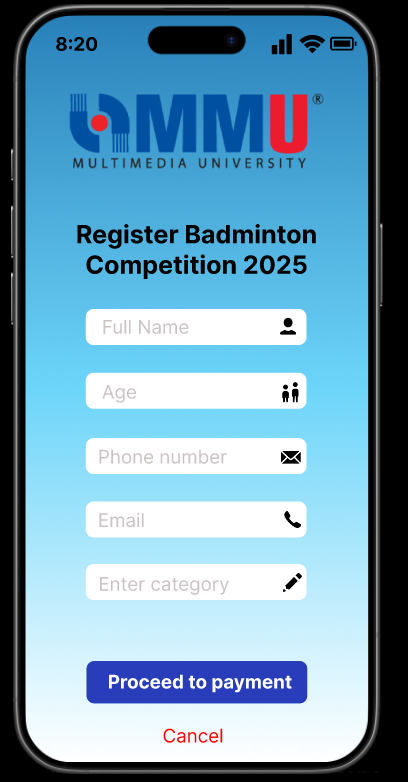 8:20
MMU®
MULTIMEDIA UNIVERSITY
Register Badminton
Competition 2025
Full Name
Age
Phone number
Email
Enter category
Proceed to payment
Cancel